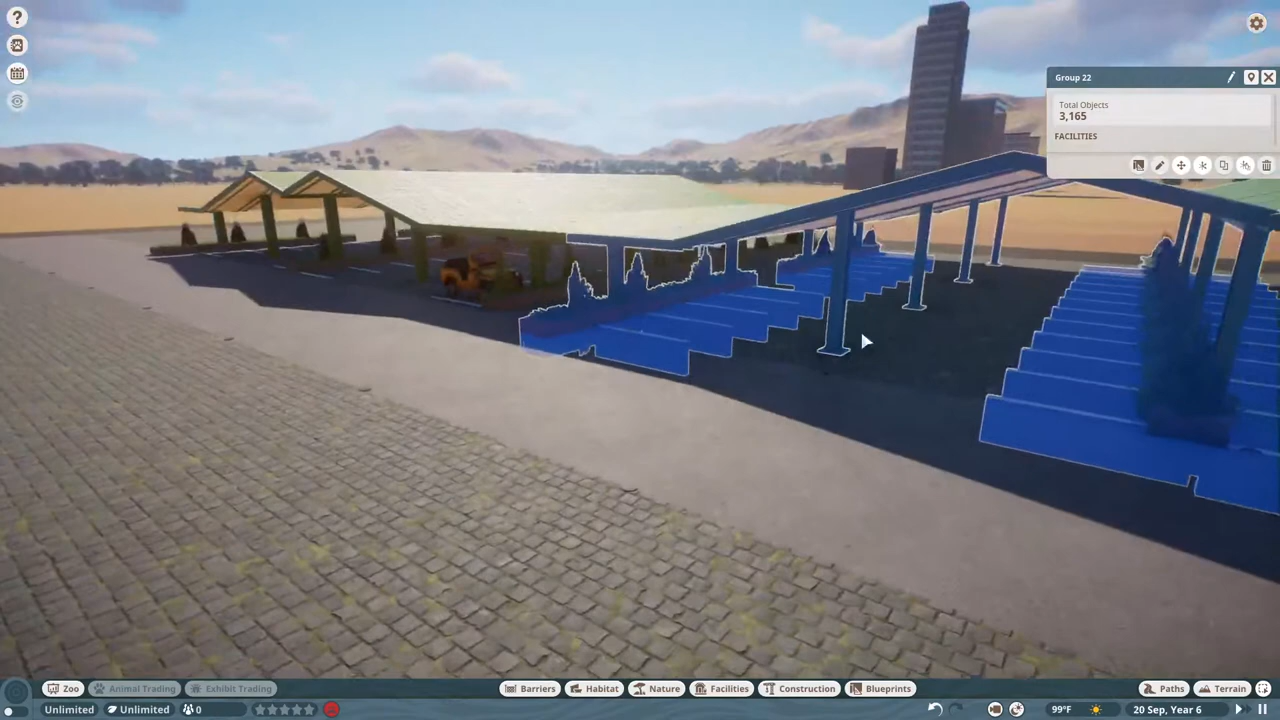 ?
Group 22
Total Objects
3,165
FACILITIES
Zoo
Animal Trading
Exhibit Trading
Barriers
Habitat
Nature
Facilities
Construction
Blueprints
Paths
Terrain
Unlimited
Unlimited
0
99°F
20 Sep, Year 6